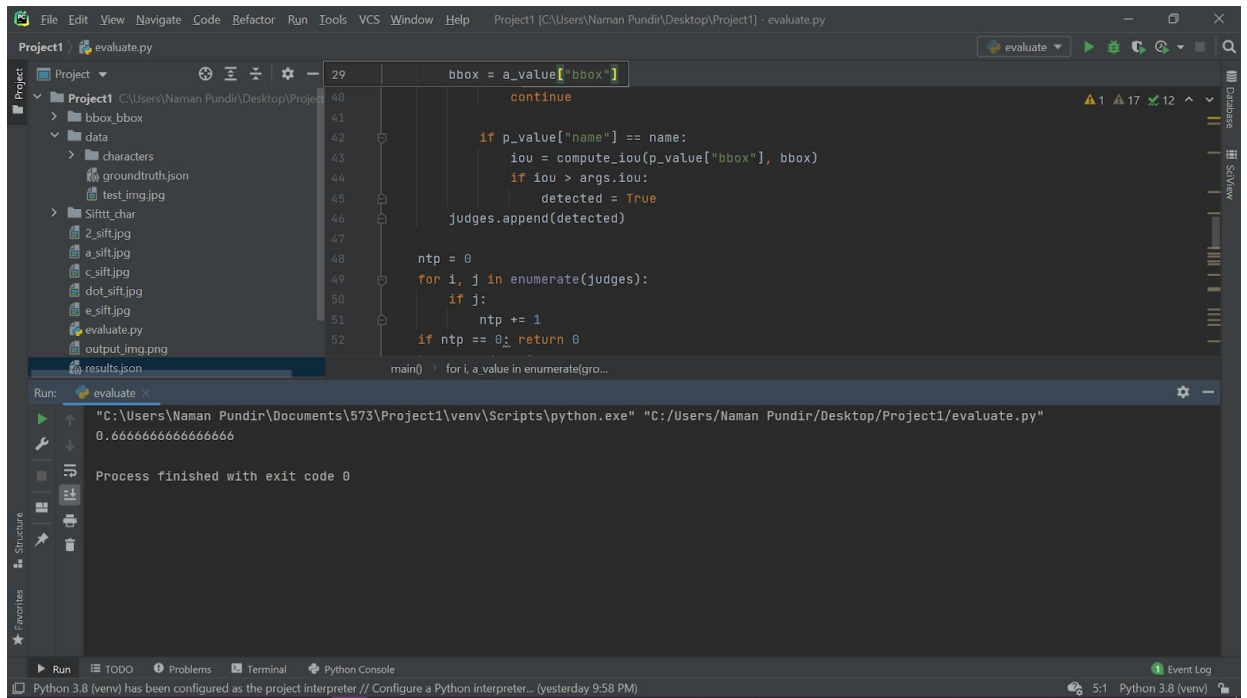 File Edit View Navigate Code Refactor Run Tools VCS Window Help Project1 [C:\Users\Naman Pundir\Desktop\Project1] - evaluate.py
Project1 evaluate.py evaluate
Project
Project
Project1 C:\Users\Naman Pundir\Desktop\Project
bbox_bbox
data
characters
groundtruth.json
test_img.jpg
Sifttt_char
2_sift.jpg
a_sift.jpg
c_sift.jpg
dot_sift.jpg
e_sift.jpg
evaluate.py
output_img.png
results.json
29 bbox = a_value["bbox"]
40 continue
41
42 if p_value["name"] == name:
43 iou = compute_iou(p_value["bbox"], bbox)
44 if iou > args.iou:
45 detected = True
46 judges.append(detected)
47
48 ntp = 0
49 for i, j in enumerate(judges):
50 if j:
51 ntp += 1
52 if ntp == 0: return 0
1 17 12
main() for i, a_value in enumerate(gro...
Database
SciView
Run: evaluate
"C:\Users\Naman Pundir\Documents\573\Project1\venv\Scripts\python.exe" "C:/Users/Naman Pundir/Desktop/Project1/evaluate.py"
0.6666666666666666
Process finished with exit code 0
Structure
Favorites
Run TODO Problems Terminal Python Console 1 Event Log
Python 3.8 (venv) has been configured as the project interpreter // Configure a Python interpreter... (yesterday 9:58 PM) 5:1 Python 3.8 (venv)